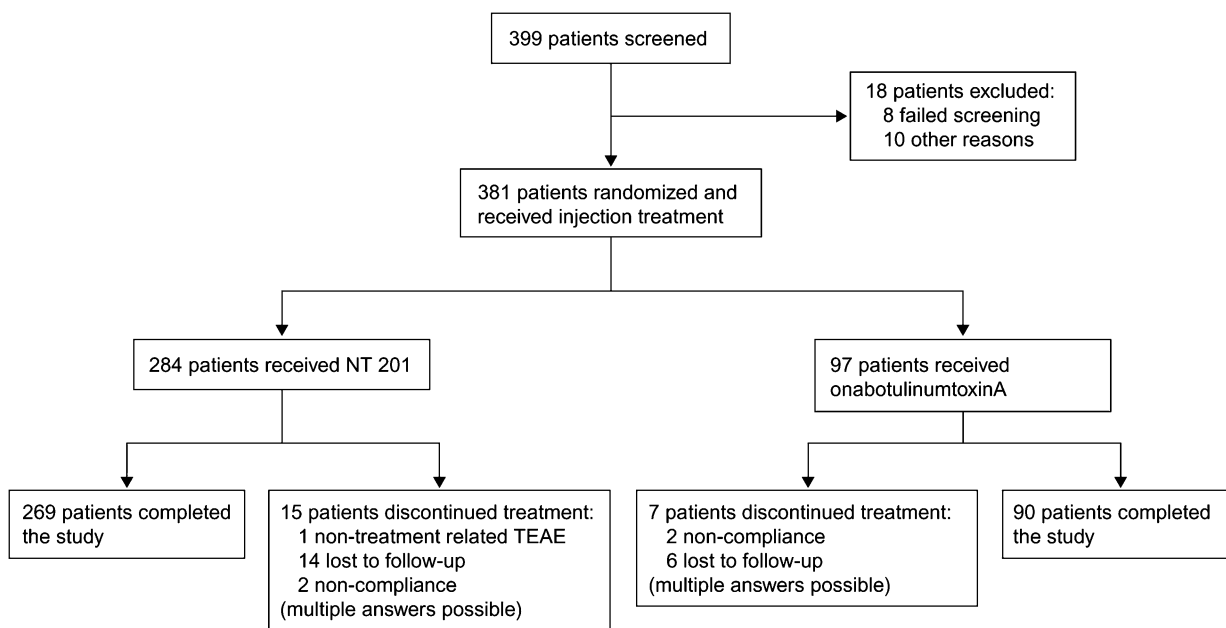 399 patients screened
18 patients excluded:
8 failed screening
10 other reasons
381 patients randomized and
received injection treatment
284 patients received NT 201
97 patients received
onabotulinumtoxinA
269 patients completed
the study
15 patients discontinued treatment:
1 non-treatment related TEAE
14 lost to follow-up
2 non-compliance
(multiple answers possible)
7 patients discontinued treatment:
2 non-compliance
6 lost to follow-up
(multiple answers possible)
90 patients completed
the study